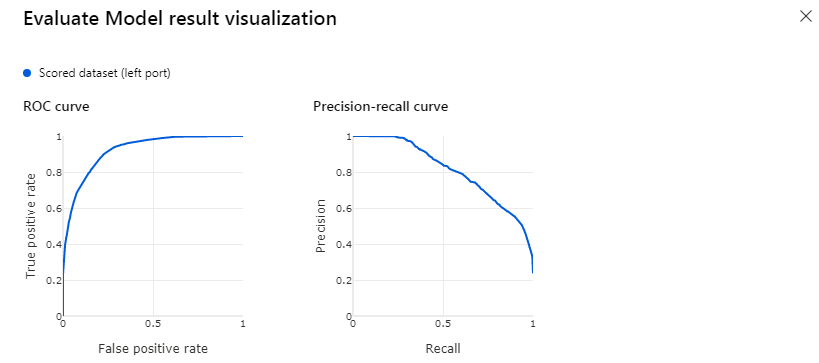 Evaluate Model result visualization
Scored dataset (left port)
ROC curve
1
0.8
0.6
0.4
0.2
0
True positive rate
0
0.5
1
False positive rate
Precision-recall curve
1
0.8
0.6
0.4
0.2
0
Precision
0
0.5
1
Recall